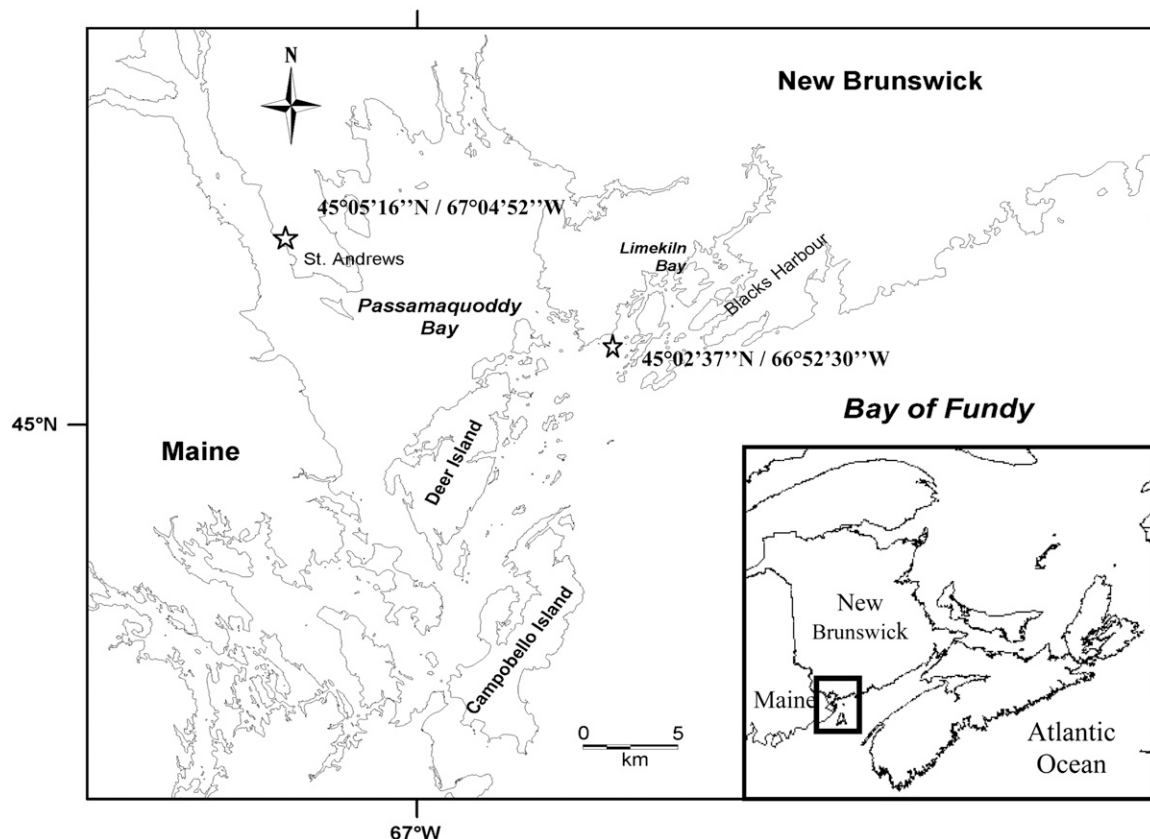 N
New Brunswick
45°05'16''N / 67°04'52''W
St. Andrews
Limekiln
Bay
Blacks Harbour
Passamaquoddy
Bay
45°02'37''N / 66°52'30''W
Bay of Fundy
45°N
Maine
Deer Island
Campobello Island
0 5
km
67°W
New
Brunswick
Maine
Atlantic
Ocean